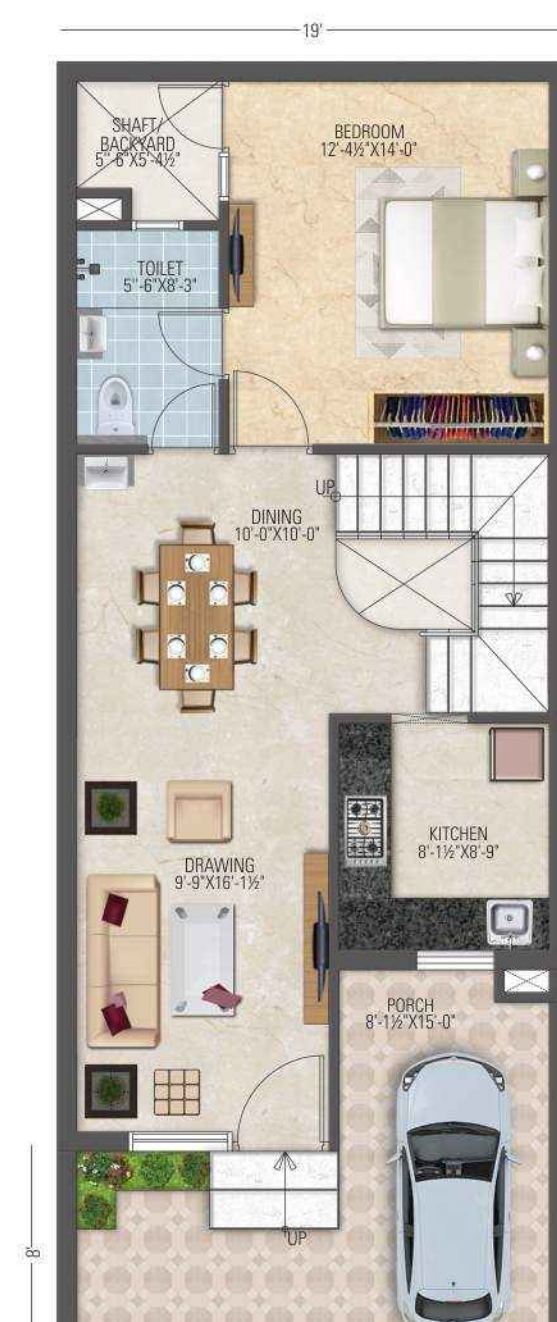 19'
SHAFT/
BACKYARD
5''-6"X5'-4½"
BEDROOM
12'-4½"X14'-0"
TOILET
5''-6"X8'-3"
UP
DINING
10'-0"X10'-0"
KITCHEN
8'-1½"X8'-9"
DRAWING
9'-9"X16'-1½"
PORCH
8'-1½"X15'-0"
UP
8'